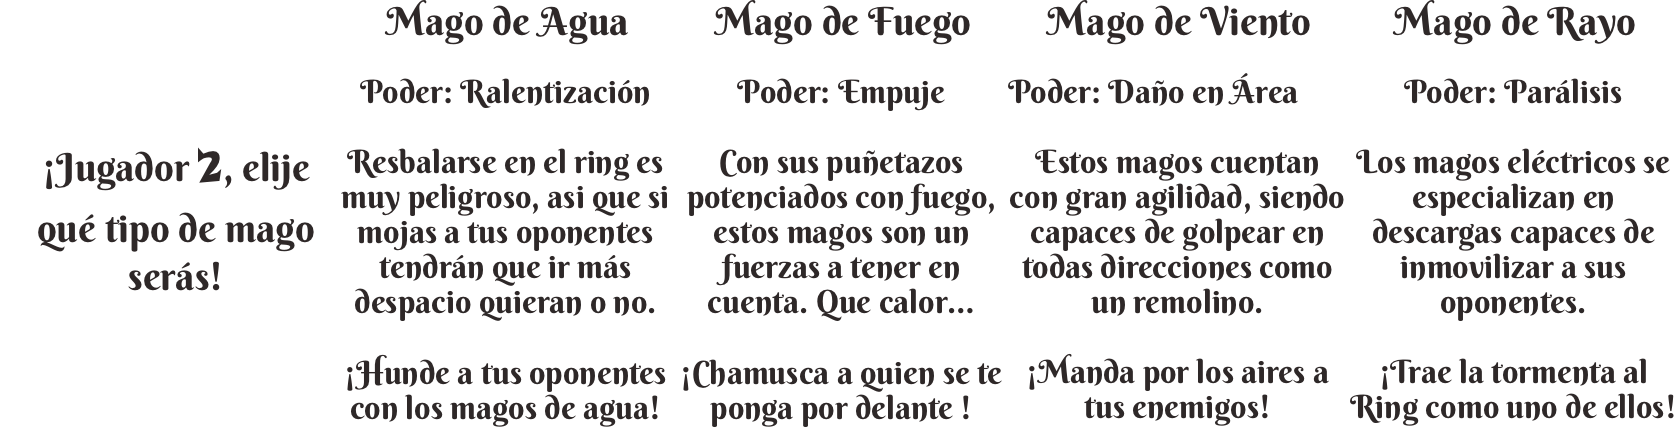 ¡Jugador 2, elije
qué tipo de mago
serás!
Mago de Agua
Poder: Ralentización
Resbalarse en el ring es
muy peligroso, asi que si
mojas a tus oponentes
tendrán que ir más
despacio quieran o no.
¡Hunde a tus oponentes
con los magos de agua!
Mago de Fuego
Poder: Empuje
Con sus puñetazos
potenciados con fuego,
estos magos son un
fuerzas a tener en
cuenta. Que calor...
¡Chamusca a quien se te
ponga por delante !
Mago de Viento
Poder: Daño en Área
Estos magos cuentan
con gran agilidad, siendo
capaces de golpear en
todas direcciones como
un remolino.
¡Manda por los aires a
tus enemigos!
Mago de Rayo
Poder: Parálisis
Los magos eléctricos se
especializan en
descargas capaces de
inmovilizar a sus
oponentes.
¡Trae la tormenta al
Ring como uno de ellos!